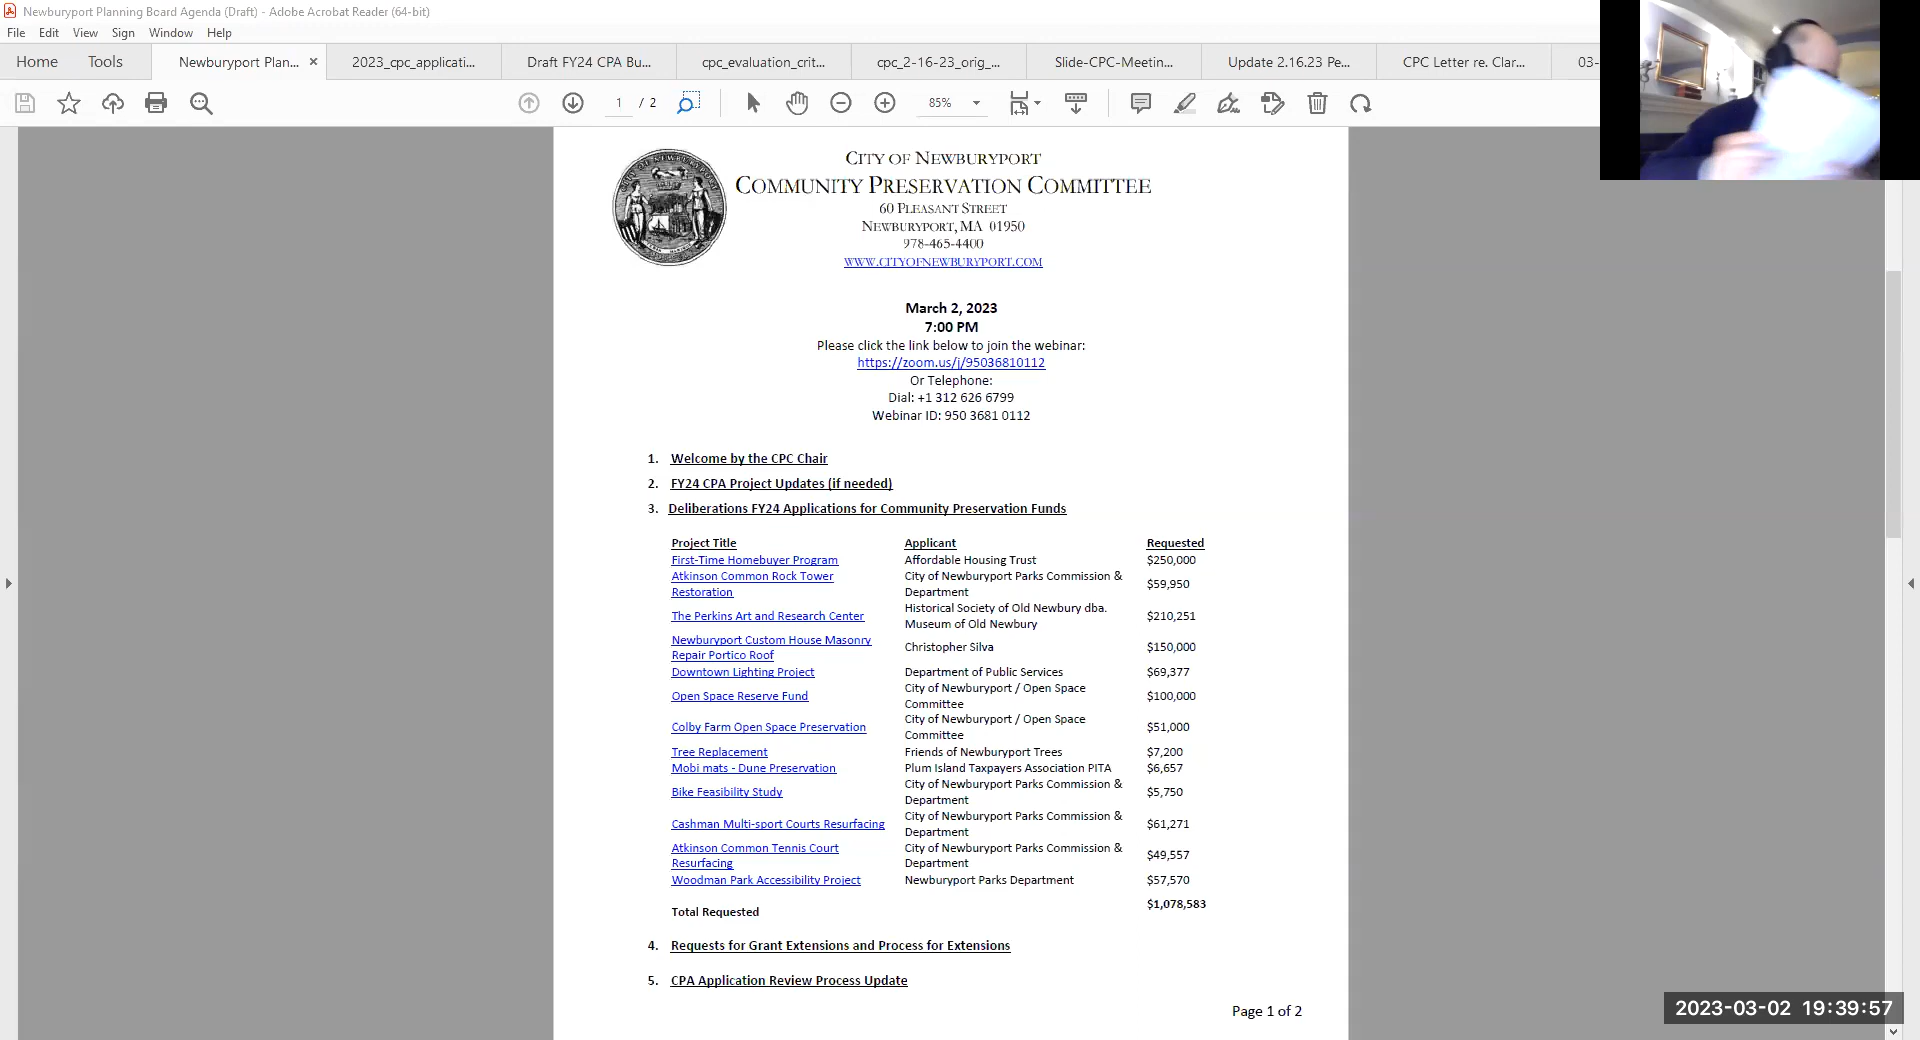 Newburyport Planning Board Agenda (Draft) - Adobe Acrobat Reader (64-bit)
File Edit View Sign Window Help
Home Tools Newburyport Plan... × 2023_cpc_applicati... Draft FY24 CPA Bu... cpc_evaluation_crit... cpc_2-16-23_orig_... Slide-CPC-Meetin... Update 2.16.23 Pe... CPC Letter re. Clar... 03-
1 / 2 85%
CITY OF NEWBURYPORT
COMMUNITY PRESERVATION COMMITTEE
60 PLEASANT STREET
NEWBURYPORT, MA 01950
978-465-4400
WWW.CITYOFNEWBURYPORT.COM
March 2, 2023
7:00 PM
Please click the link below to join the webinar:
https://zoom.us/j/95036810112
Or Telephone:
Dial: +1 312 626 6799
Webinar ID: 950 3681 0112
1. Welcome by the CPC Chair
2. FY24 CPA Project Updates (if needed)
3. Deliberations FY24 Applications for Community Preservation Funds
Project Title Applicant Requested
First-Time Homebuyer Program Affordable Housing Trust $250,000
Atkinson Common Rock Tower City of Newburyport Parks Commission &
Restoration Department $59,950
The Perkins Art and Research Center Historical Society of Old Newbury dba.
Museum of Old Newbury $210,251
Newburyport Custom House Masonry
Repair Portico Roof Christopher Silva $150,000
Downtown Lighting Project Department of Public Services $69,377
Open Space Reserve Fund City of Newburyport / Open Space
Committee $100,000
Colby Farm Open Space Preservation City of Newburyport / Open Space
Committee $51,000
Tree Replacement Friends of Newburyport Trees $7,200
Mobi mats - Dune Preservation Plum Island Taxpayers Association PITA $6,657
Bike Feasibility Study City of Newburyport Parks Commission &
Department $5,750
Cashman Multi-sport Courts Resurfacing City of Newburyport Parks Commission &
Department $61,271
Atkinson Common Tennis Court City of Newburyport Parks Commission &
Resurfacing Department $49,557
Woodman Park Accessibility Project Newburyport Parks Department $57,570
Total Requested $1,078,583
4. Requests for Grant Extensions and Process for Extensions
5. CPA Application Review Process Update
Page 1 of 2
2023-03-02 19:39:57